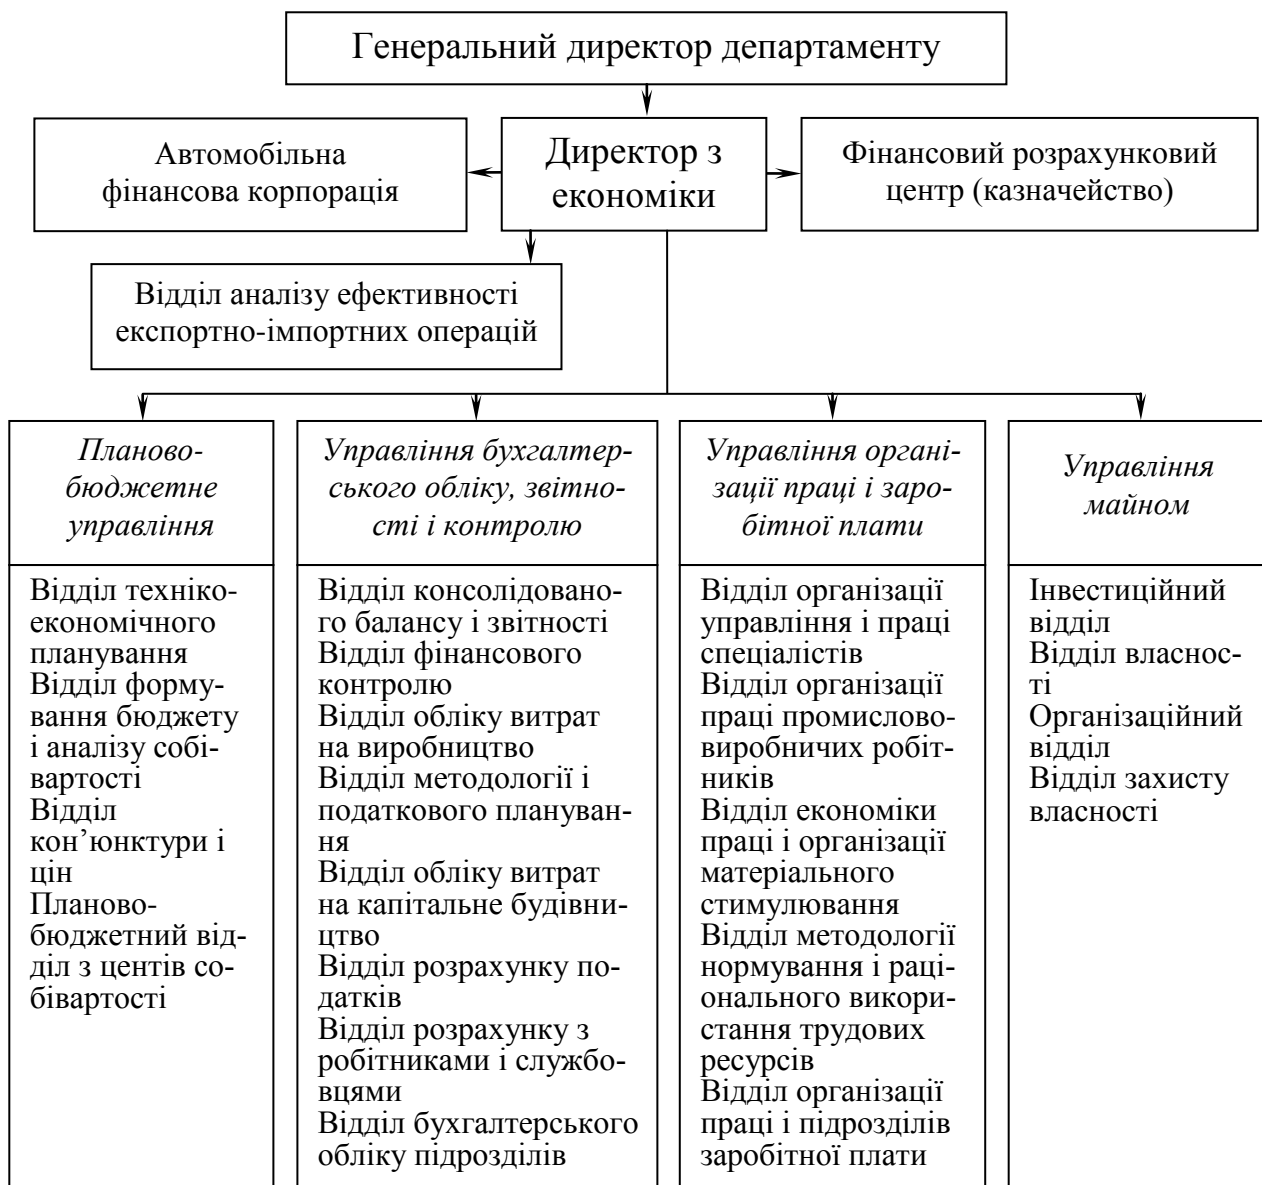 Генеральний директор департаменту
Автомобільна
фінансова корпорація
Директор з
економіки
Фінансовий розрахунковий
центр (казначейство)
Відділ аналізу ефективності
експортно-імпортних операцій
Планово-
бюджетне
управління
Відділ техніко-
економічного
планування
Відділ форму-
вання бюджету
і аналізу собі-
вартості
Відділ
кон’юнктури і
цін
Планово-
бюджетний від-
діл з центів со-
бівартості
Управління бухгалтер-
ського обліку, звітно-
сті і контролю
Відділ консолідовано-
го балансу і звітності
Відділ фінансового
контролю
Відділ обліку витрат
на виробництво
Відділ методології і
податкового плануван-
ня
Відділ обліку витрат
на капітальне будівни-
цтво
Відділ розрахунку по-
датків
Відділ розрахунку з
робітниками і службо-
вцями
Відділ бухгалтерського
обліку підрозділів
Управління органі-
зації праці і заро-
бітної плати
Відділ організації
управління і праці
спеціалістів
Відділ організації
праці промислово-
виробничих робіт-
ників
Відділ економіки
праці і організації
матеріального
стимулювання
Відділ методології
нормування і раці-
онального викори-
стання трудових
ресурсів
Відділ організації
праці і підрозділів
заробітної плати
Управління
майном
Інвестиційний
відділ
Відділ власнос-
ті
Організаційний
відділ
Відділ захисту
власності